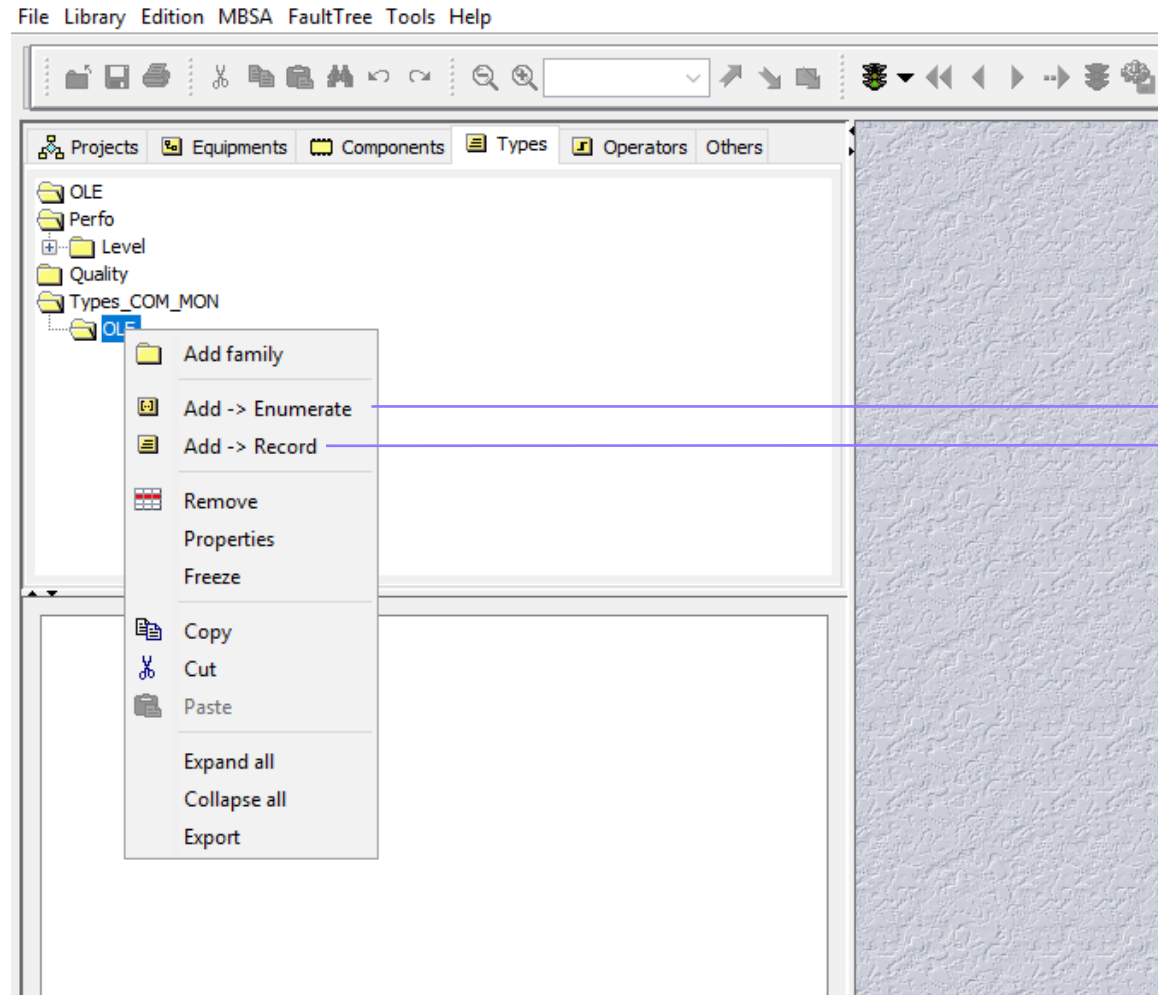 File Library Edition MBSA FaultTree Tools Help
Projects Equipments Components Types Operators Others
OLE
Perfo
Level
Quality
Types_COM_MON
OLE
Add family
Add -> Enumerate
Add -> Record
Remove
Properties
Freeze
Copy
Cut
Paste
Expand all
Collapse all
Export